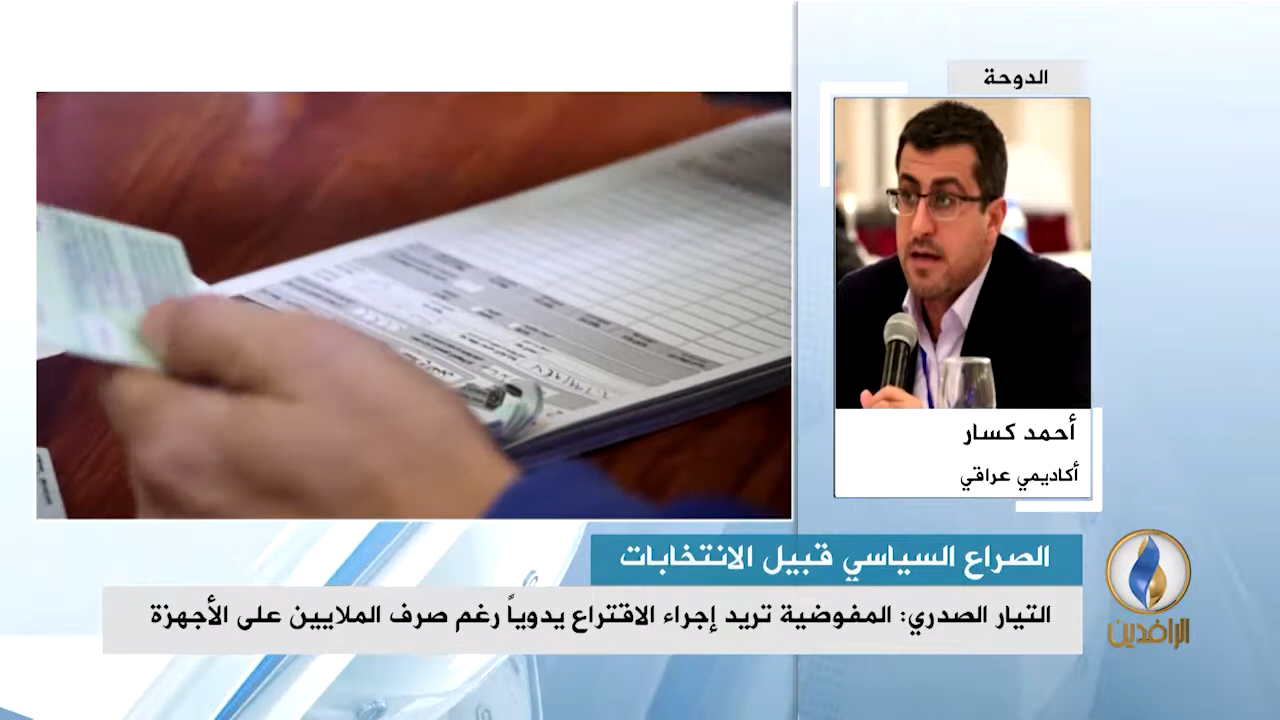 الدوحة
أحمد كسار
أكاديمي عراقي
الصراع السياسي قبيل الانتخابات
التيار الصدري: المفوضية تريد إجراء الاقتراع يدوياً رغم صرف الملايين على الأجهزة
الرافدين